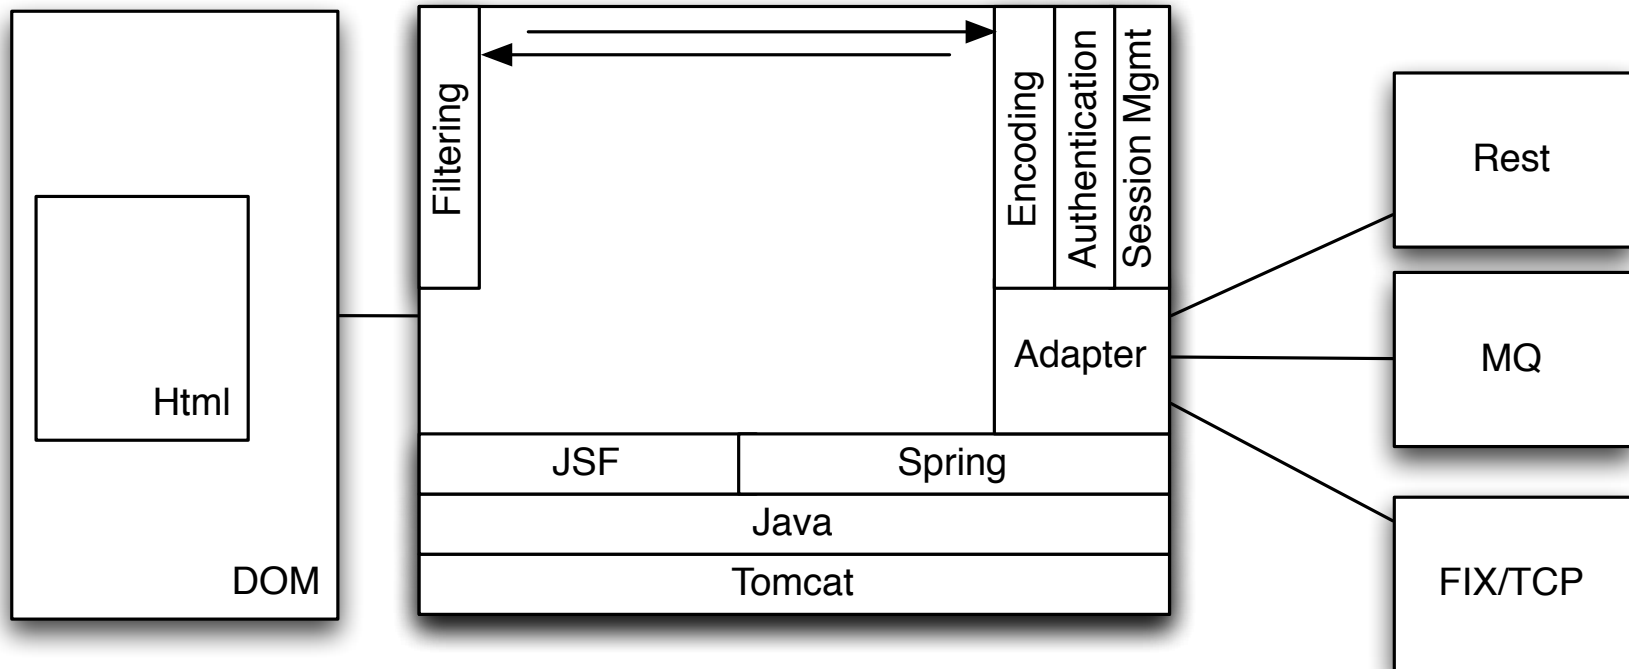 Html
DOM
Filtering
Encoding
Authentication
Session Mgmt
Adapter
JSF
Spring
Java
Tomcat
Rest
MQ
FIX/TCP